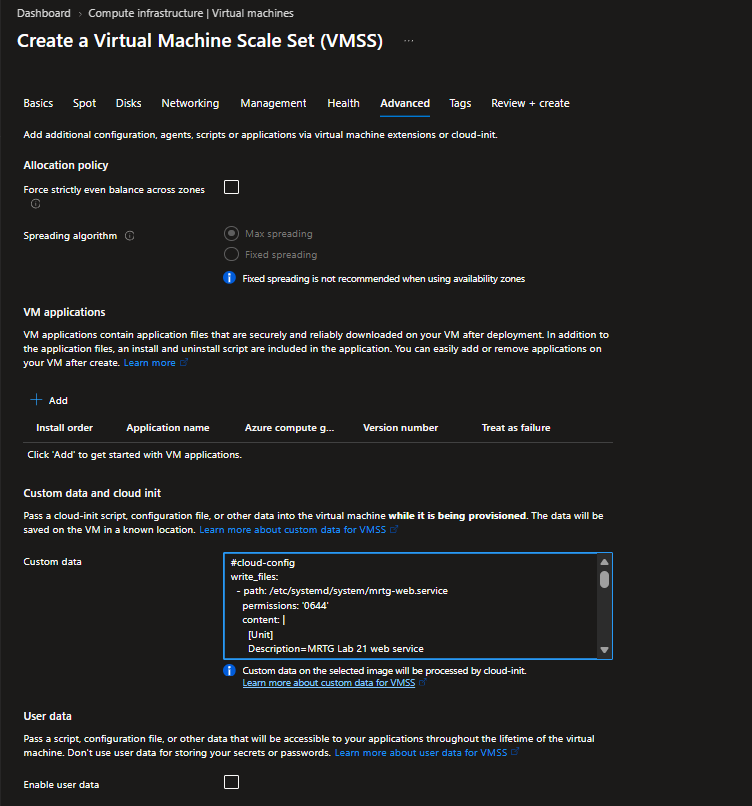 Dashboard > Compute infrastructure | Virtual machines
Create a Virtual Machine Scale Set (VMSS) ...
Basics Spot Disks Networking Management Health Advanced Tags Review + create
Add additional configuration, agents, scripts or applications via virtual machine extensions or cloud-init.
Allocation policy
Force strictly even balance across zones
Spreading algorithm
Max spreading
Fixed spreading
Fixed spreading is not recommended when using availability zones
VM applications
VM applications contain application files that are securely and reliably downloaded on your VM after deployment. In addition to
the application files, an install and uninstall script are included in the application. You can easily add or remove applications on
your VM after create. Learn more
+ Add
Install order Application name Azure compute g... Version number Treat as failure
Click 'Add' to get started with VM applications.
Custom data and cloud init
Pass a cloud-init script, configuration file, or other data into the virtual machine while it is being provisioned. The data will be
saved on the VM in a known location. Learn more about custom data for VMSS
Custom data
#cloud-config
write_files:
- path: /etc/systemd/system/mrtg-web.service
permissions: '0644'
content: |
[Unit]
Description=MRTG Lab 21 web service
Custom data on the selected image will be processed by cloud-init.
Learn more about custom data for VMSS
User data
Pass a script, configuration file, or other data that will be accessible to your applications throughout the lifetime of the virtual
machine. Don't use user data for storing your secrets or passwords. Learn more about user data for VMSS
Enable user data